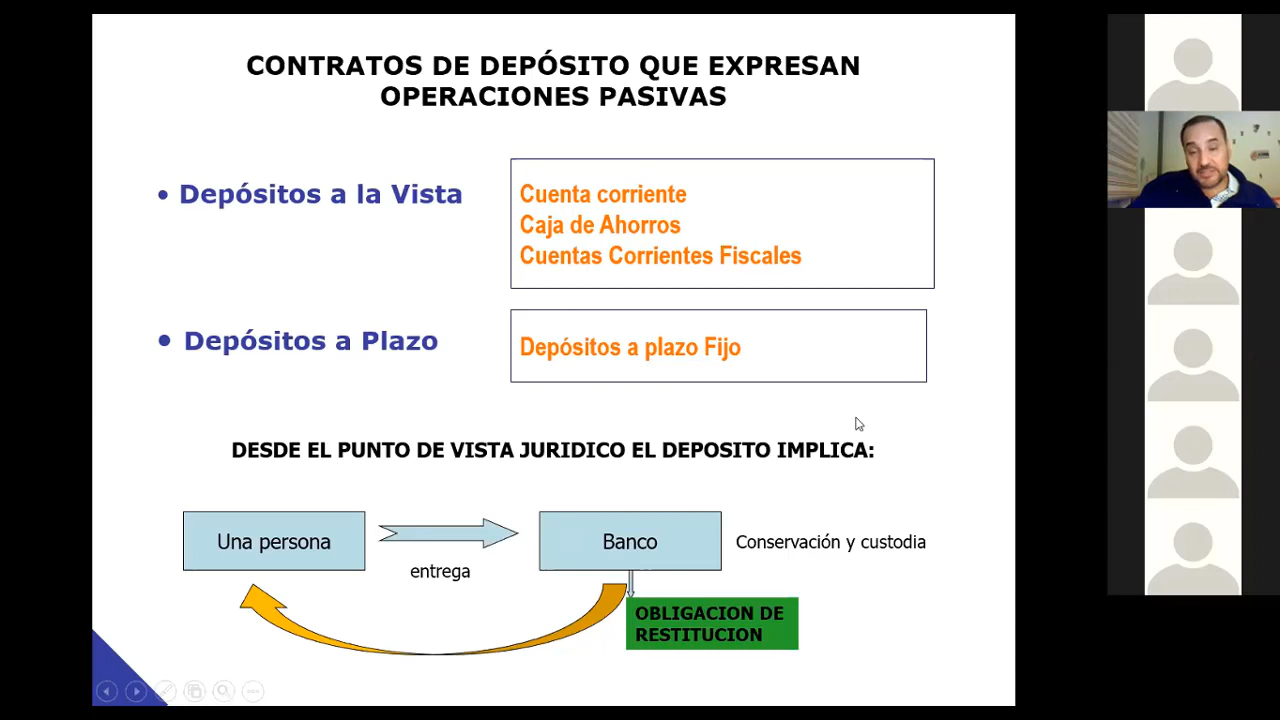 CONTRATOS DE DEPÓSITO QUE EXPRESAN
OPERACIONES PASIVAS
• Depósitos a la Vista
Cuenta corriente
Caja de Ahorros
Cuentas Corrientes Fiscales
• Depósitos a Plazo
Depósitos a plazo Fijo
DESDE EL PUNTO DE VISTA JURIDICO EL DEPOSITO IMPLICA:
Una persona
entrega
Banco
Conservación y custodia
OBLIGACION DE
RESTITUCION